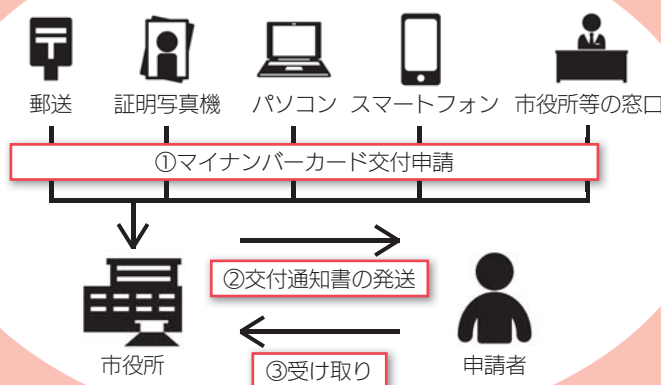 郵送
証明写真機
パソコン
スマートフォン
市役所等の窓口
①マイナンバーカード交付申請
②交付通知書の発送
市役所
③受け取り
申請者